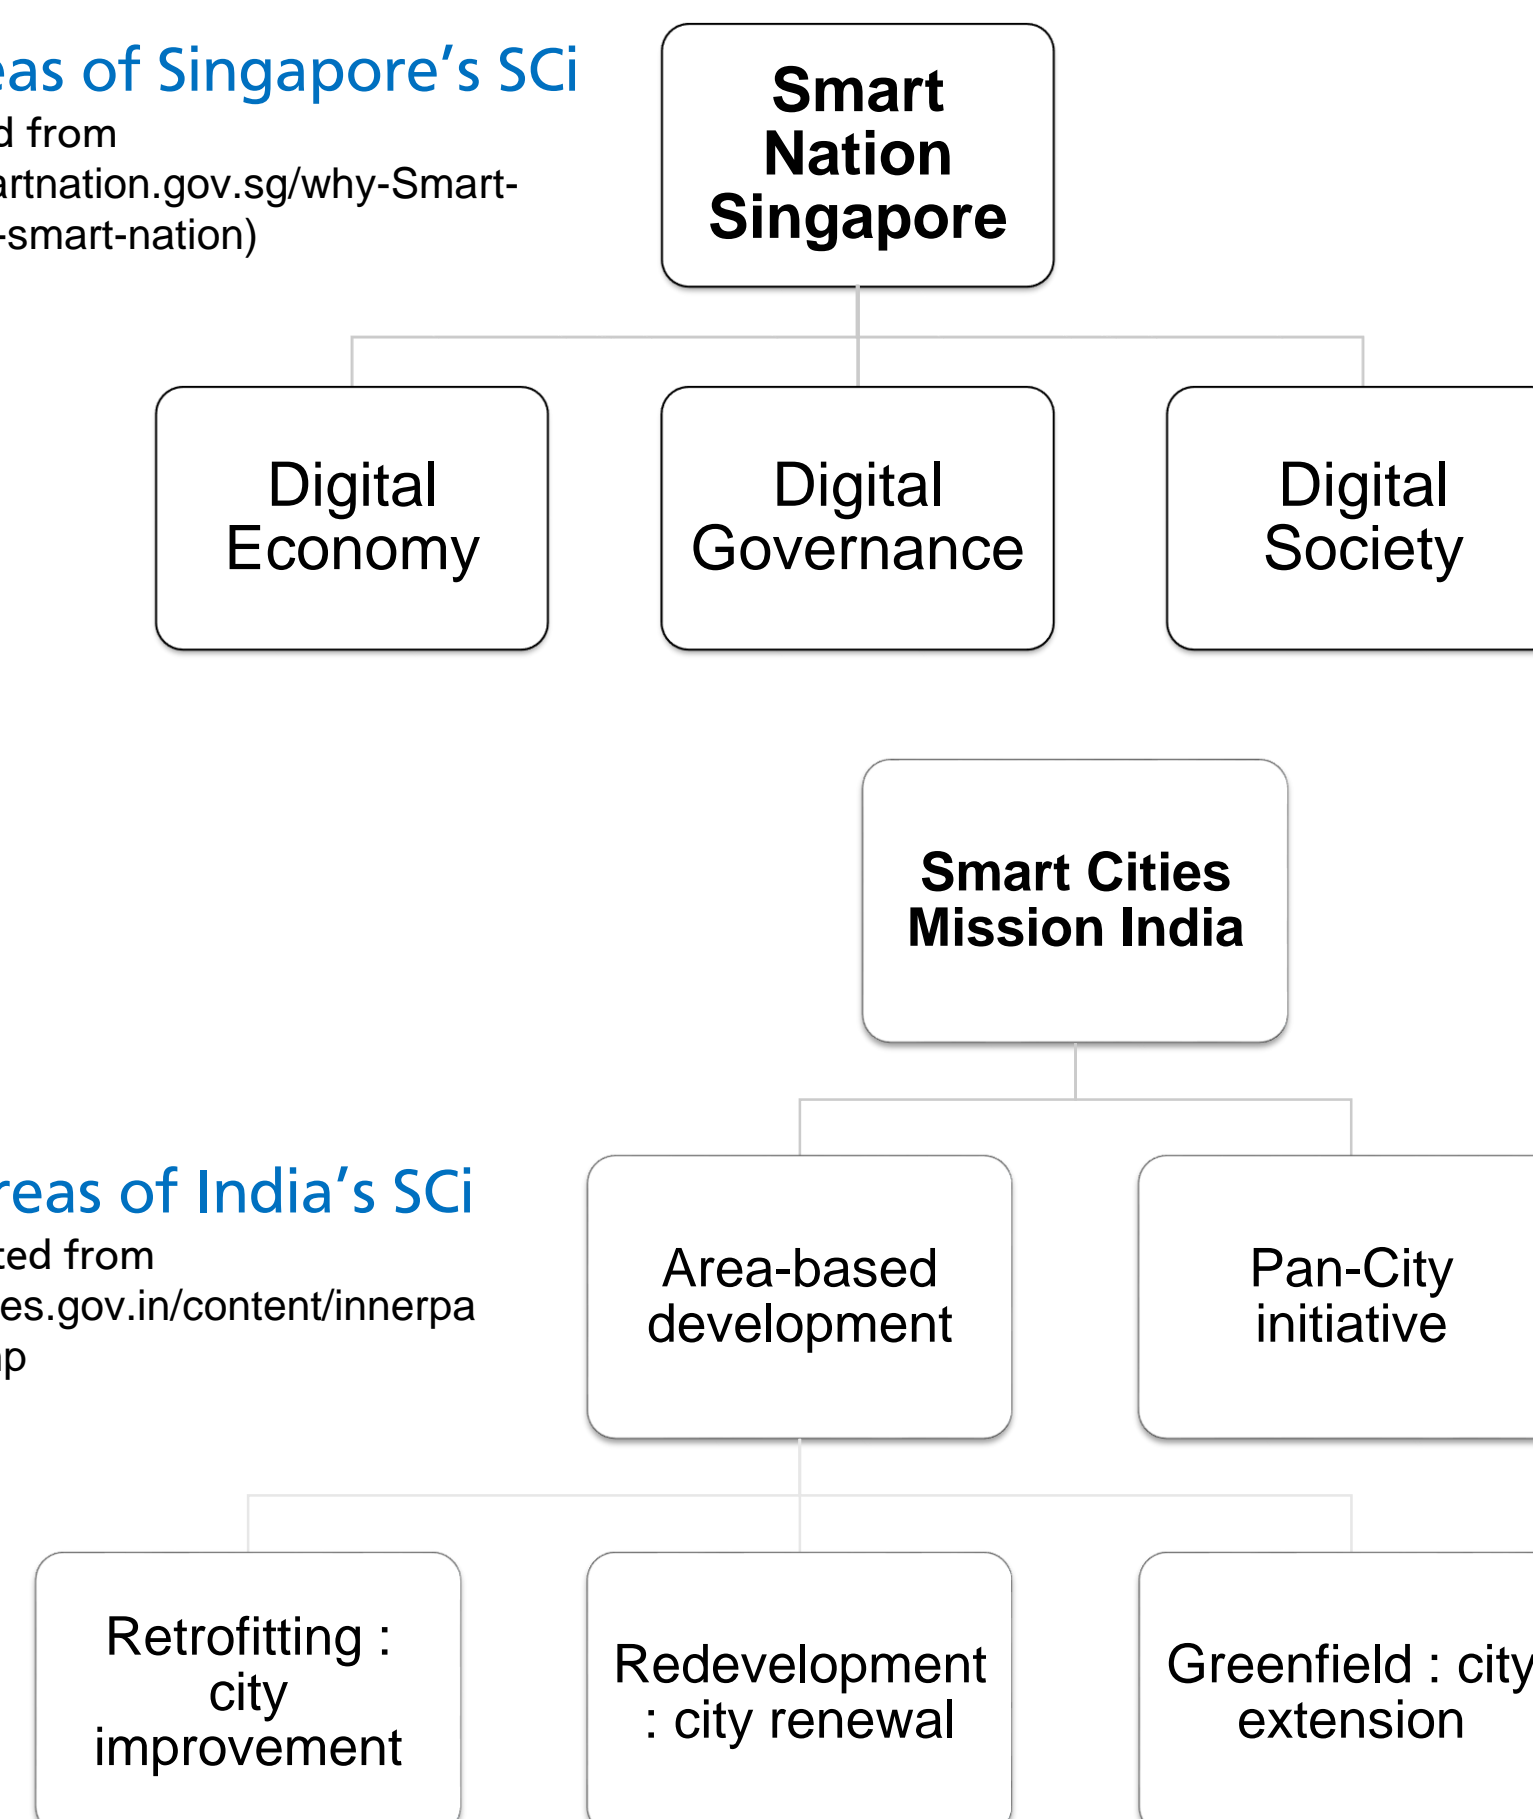 eas of Singapore's SCi
d from
artnation.gov.sg/why-Smart-
-smart-nation)
Smart
Nation
Singapore
Digital
Economy
Digital
Governance
Digital
Society
Smart Cities
Mission India
reas of India's SCi
ted from
es.gov.in/content/innerpa
Area-based
development
Pan-City
initiative
Retrofitting :
city
improvement
Redevelopment
: city renewal
Greenfield : city
extension